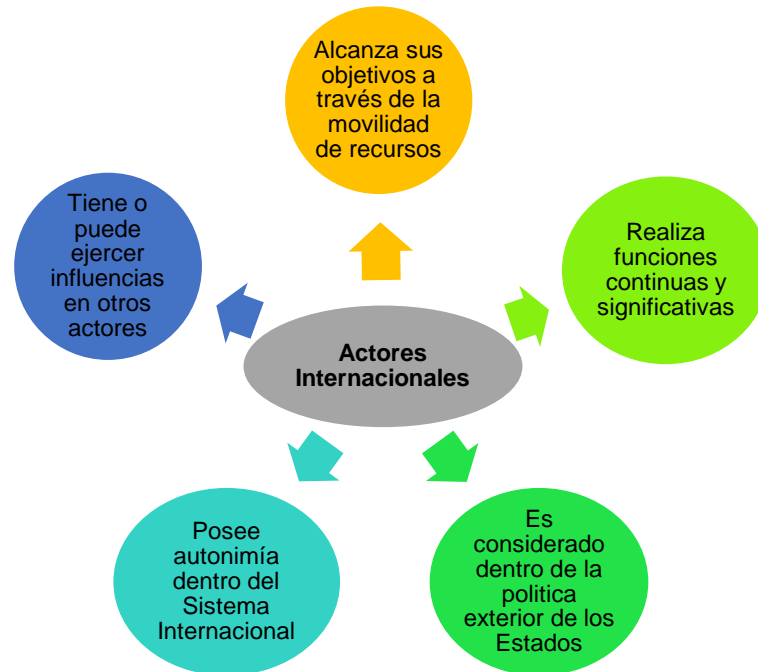 Alcanza sus
objetivos a
través de la
movilidad
de recursos
Tiene o
puede
ejercer
influencias
en otros
actores
Realiza
funciones
continuas y
significativas
Actores
Internacionales
Posee
autonimía
dentro del
Sistema
Internacional
Es
considerado
dentro de la
politica
exterior de los
Estados